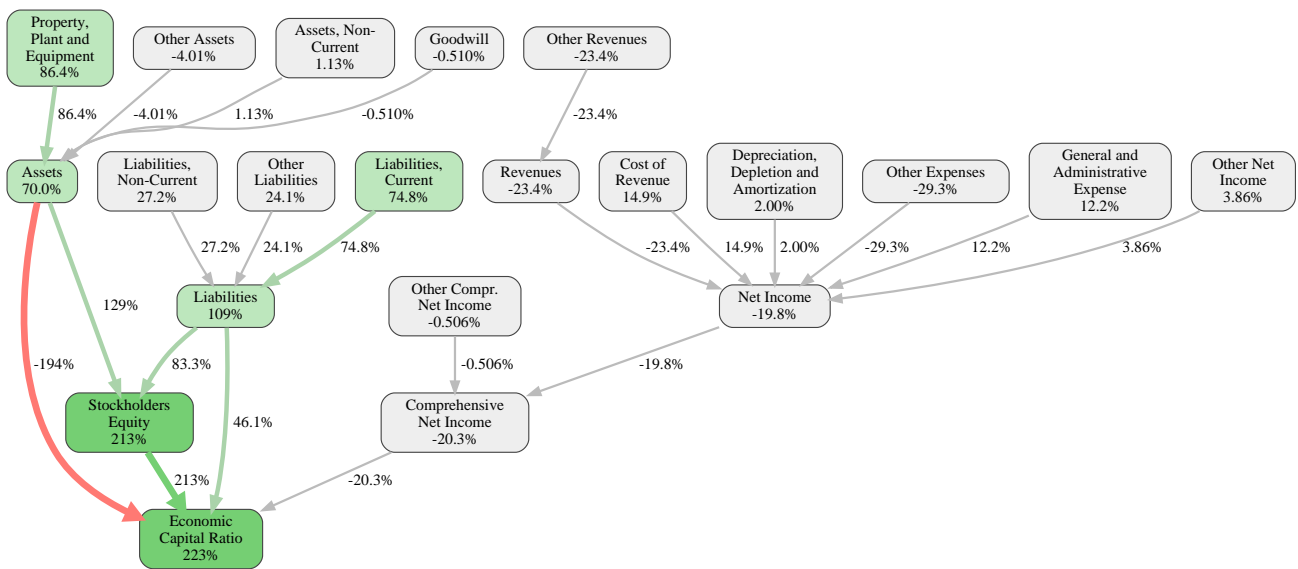 Property,
Plant and
Equipment
86.4%
Other Assets
-4.01%
Assets, Non-
Current
1.13%
Goodwill
-0.510%
Other Revenues
-23.4%
86.4%
-4.01%
1.13%
-0.510%
-23.4%
Assets
70.0%
Liabilities,
Non-Current
27.2%
Other
Liabilities
24.1%
Liabilities,
Current
74.8%
Revenues
-23.4%
Cost of
Revenue
14.9%
Depreciation,
Depletion and
Amortization
2.00%
Other Expenses
-29.3%
General and
Administrative
Expense
12.2%
Other Net
Income
3.86%
27.2%
24.1%
74.8%
-23.4%
14.9%
2.00%
-29.3%
12.2%
3.86%
129%
Liabilities
109%
Other Compr.
Net Income
-0.506%
Net Income
-19.8%
-194%
83.3%
-0.506%
-19.8%
Stockholders
Equity
213%
46.1%
Comprehensive
Net Income
-20.3%
213%
-20.3%
Economic
Capital Ratio
223%